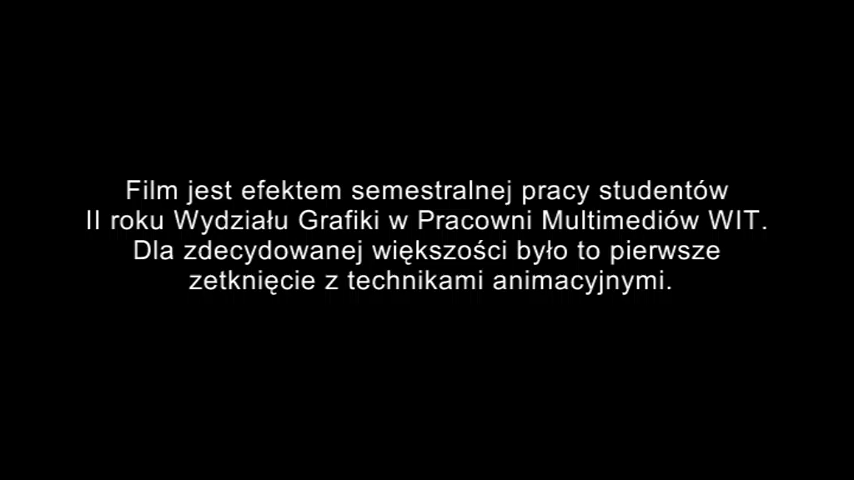 Film jest efektem semestralnej pracy studentów
II roku Wydziału Grafiki w Pracowni Multimediów WIT.
Dla zdecydowanej większości było to pierwsze
zetknięcie z technikami animacyjnymi.